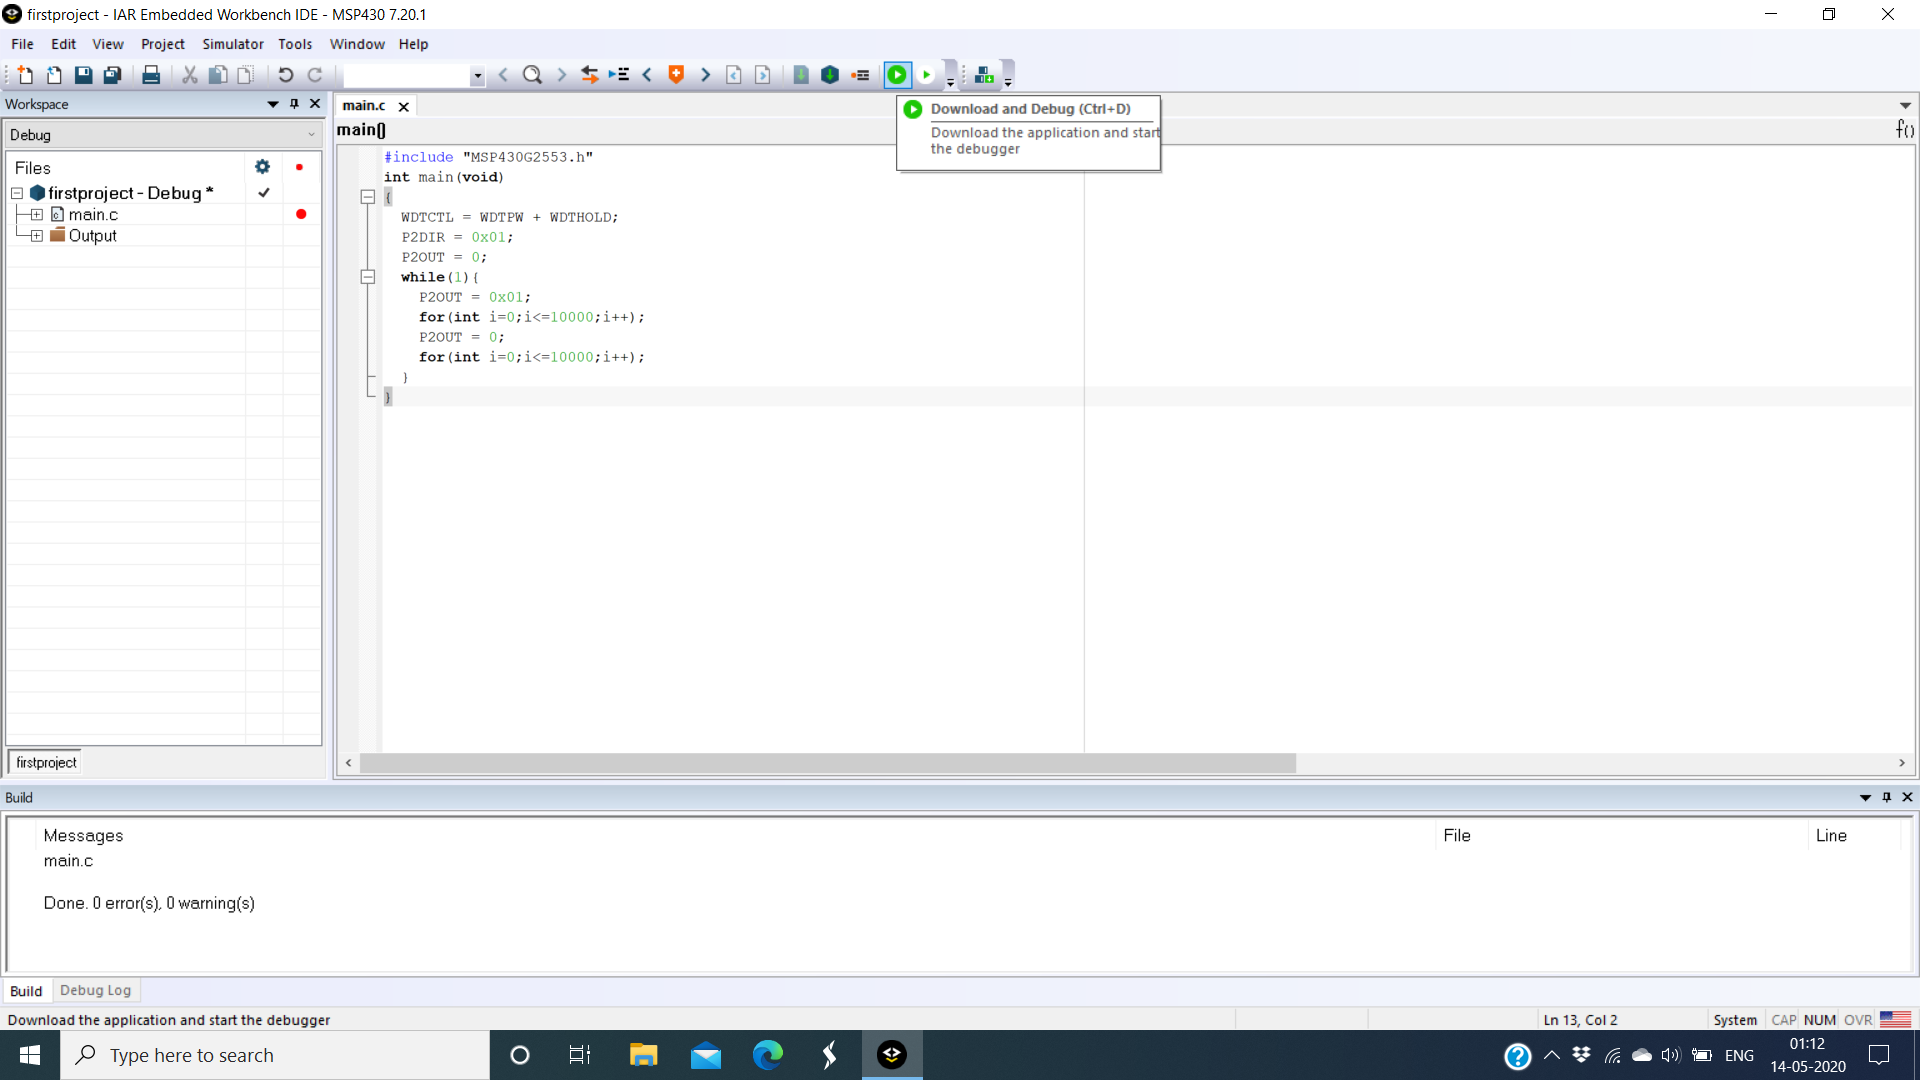 firstproject - IAR Embedded Workbench IDE - MSP430 7.20.1
File Edit View Project Simulator Tools Window Help
Workspace
main.c
Download and Debug (Ctrl+D)
Download the application and start
the debugger
Debug
main()
f()
Files
firstproject - Debug *
main.c
Output
#include "MSP430G2553.h"
int main(void)
{
WDTCTL = WDTPW + WDTHOLD;
P2DIR = 0x01;
P2OUT = 0;
while(1){
P2OUT = 0x01;
for(int i=0;i<=10000;i++);
P2OUT = 0;
for(int i=0;i<=10000;i++);
}
}
firstproject
Build
Messages File Line
main.c
Done. 0 error(s), 0 warning(s)
Build Debug Log
Download the application and start the debugger
Ln 13, Col 2 System CAP NUM OVR
Type here to search
ENG
01:12
14-05-2020